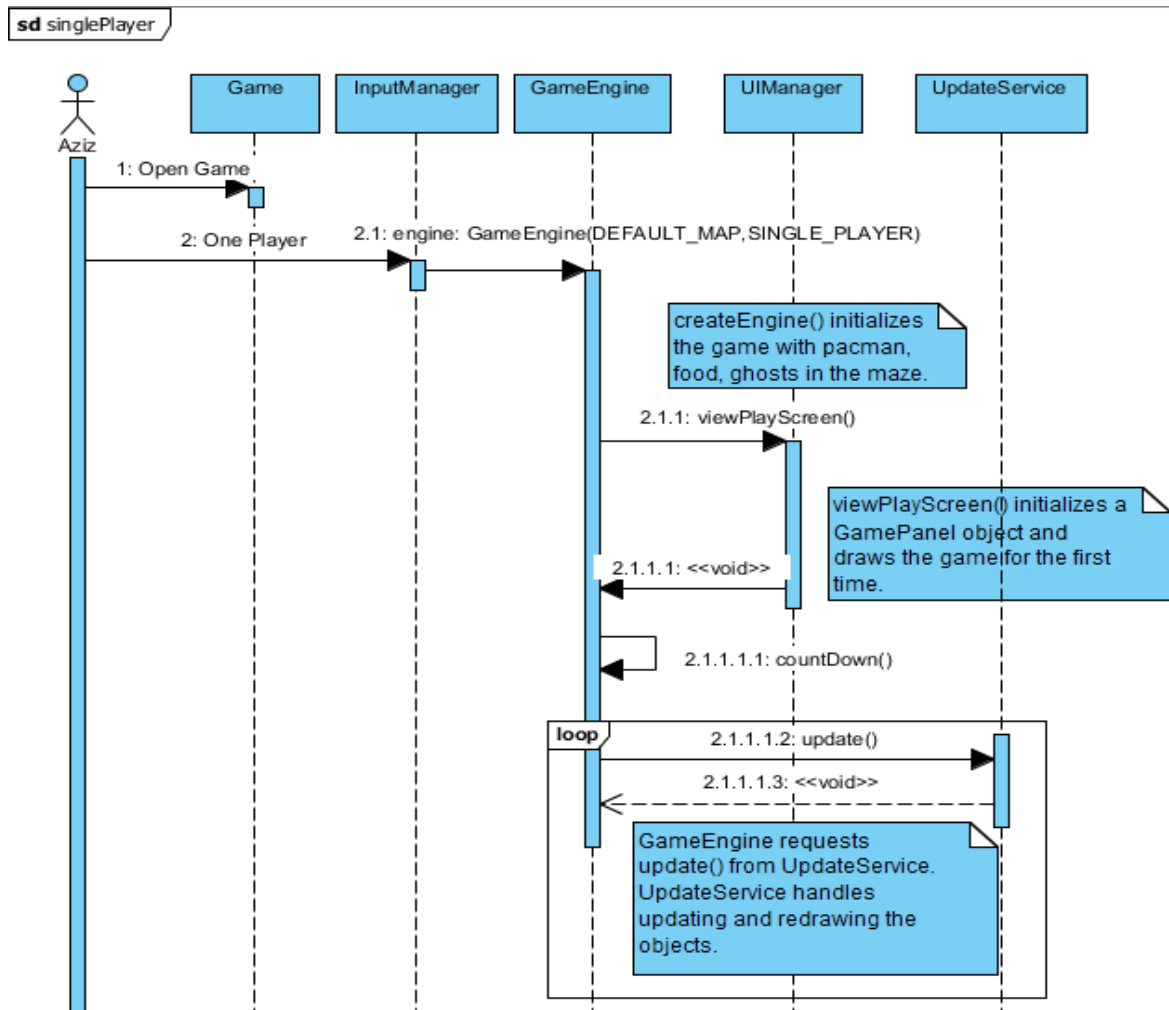 sd singlePlayer
Game
InputManager
GameEngine
UIManager
UpdateService
Aziz
1: Open Game
2: One Player
2.1: engine: GameEngine(DEFAULT_MAP,SINGLE_PLAYER)
createEngine() initializes
the game with pacman,
food, ghosts in the maze.
2.1.1: viewPlayScreen()
viewPlayScreen() initializes a
GamePanel object and
draws the game for the first
time.
2.1.1.1: <<void>>
2.1.1.1.1: countDown()
loop
2.1.1.1.2: update()
2.1.1.1.3: <<void>>
GameEngine requests
update() from UpdateService.
UpdateService handles
updating and redrawing the
objects.